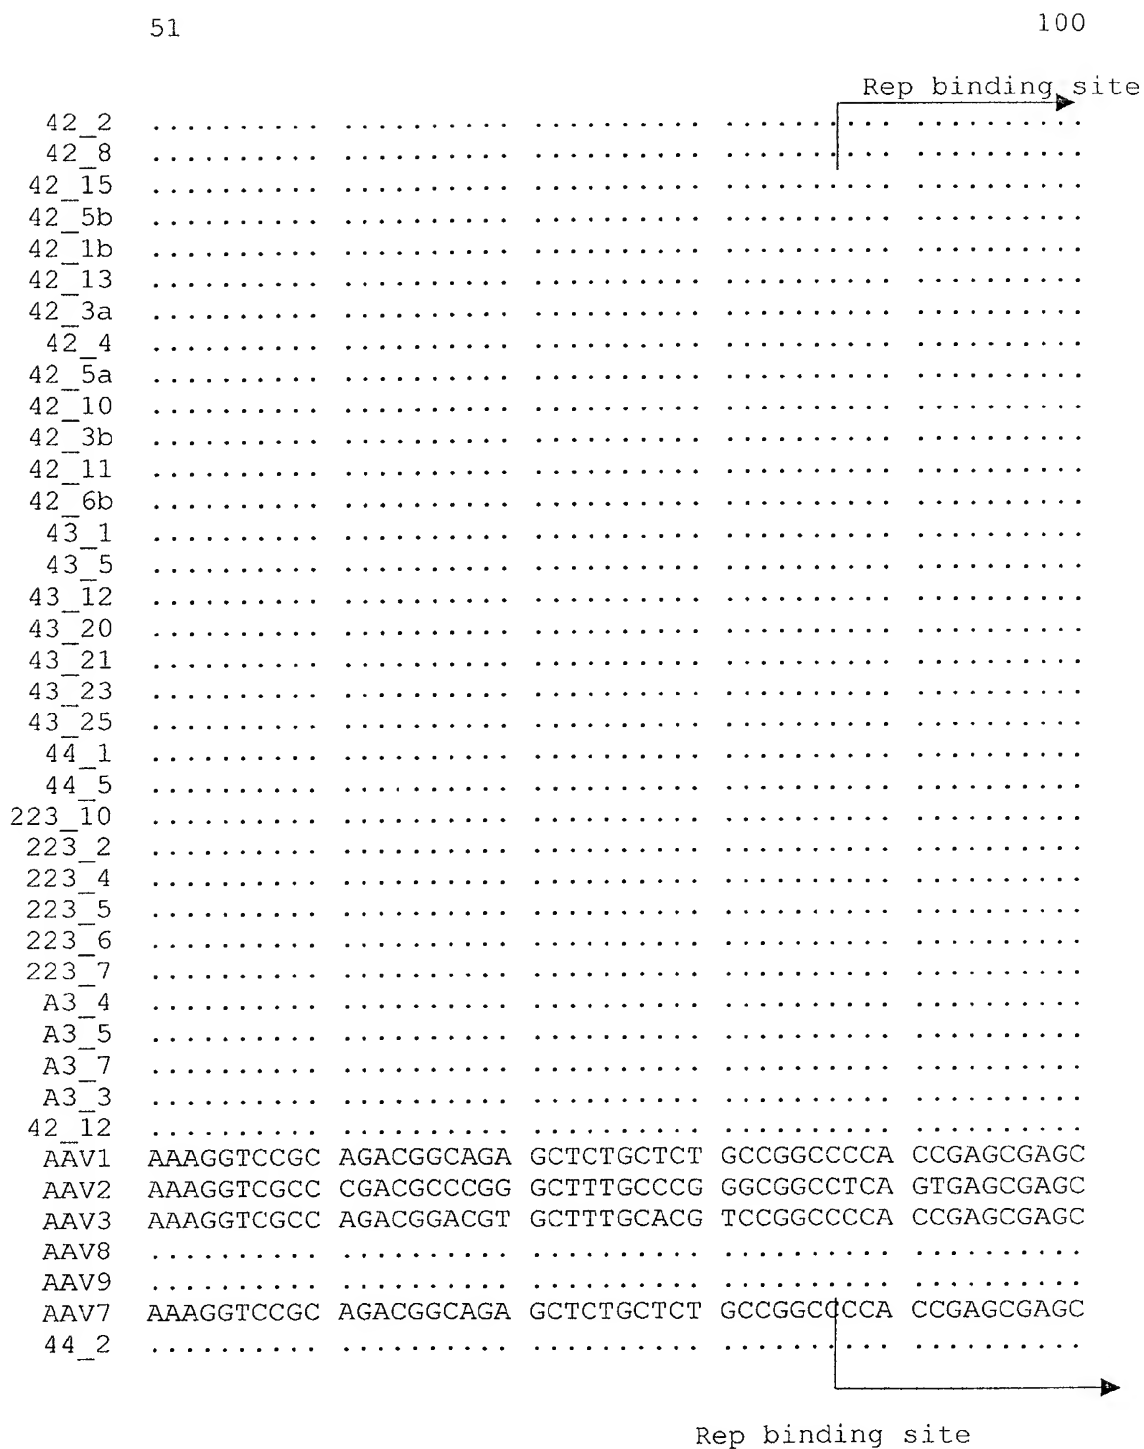 51 100
Rep binding site
42_2 .......... .......... .......... .......... ..........
42_8 .......... .......... .......... .......... ..........
42_15 .......... .......... .......... .......... ..........
42_5b .......... .......... .......... .......... ..........
42_1b .......... .......... .......... .......... ..........
42_13 .......... .......... .......... .......... ..........
42_3a .......... .......... .......... .......... ..........
42_4 .......... .......... .......... .......... ..........
42_5a .......... .......... .......... .......... ..........
42_10 .......... .......... .......... .......... ..........
42_3b .......... .......... .......... .......... ..........
42_11 .......... .......... .......... .......... ..........
42_6b .......... .......... .......... .......... ..........
43_1 .......... .......... .......... .......... ..........
43_5 .......... .......... .......... .......... ..........
43_12 .......... .......... .......... .......... ..........
43_20 .......... .......... .......... .......... ..........
43_21 .......... .......... .......... .......... ..........
43_23 .......... .......... .......... .......... ..........
43_25 .......... .......... .......... .......... ..........
44_1 .......... .......... .......... .......... ..........
44_5 .......... .......... .......... .......... ..........
223_10 .......... .......... .......... .......... ..........
223_2 .......... .......... .......... .......... ..........
223_4 .......... .......... .......... .......... ..........
223_5 .......... .......... .......... .......... ..........
223_6 .......... .......... .......... .......... ..........
223_7 .......... .......... .......... .......... ..........
A3_4 .......... .......... .......... .......... ..........
A3_5 .......... .......... .......... .......... ..........
A3_7 .......... .......... .......... .......... ..........
A3_3 .......... .......... .......... .......... ..........
42_12 .......... .......... .......... .......... ..........
AAV1 AAAGGTCCGC AGACGGCAGA GCTCTGCTCT GCCGGCCCCA CCGAGCGAGC
AAV2 AAAGGTCGCC CGACGCCCGG GCTTTGCCCG GGCGGCCTCA GTGAGCGAGC
AAV3 AAAGGTCGCC AGACGGACGT GCTTTGCACG TCCGGCCCCA CCGAGCGAGC
AAV8 .......... .......... .......... .......... ..........
AAV9 .......... .......... .......... .......... ..........
AAV7 AAAGGTCCGC AGACGGCAGA GCTCTGCTCT GCCGGCCCCA CCGAGCGAGC
44_2 .......... .......... .......... .......... ..........
Rep binding site